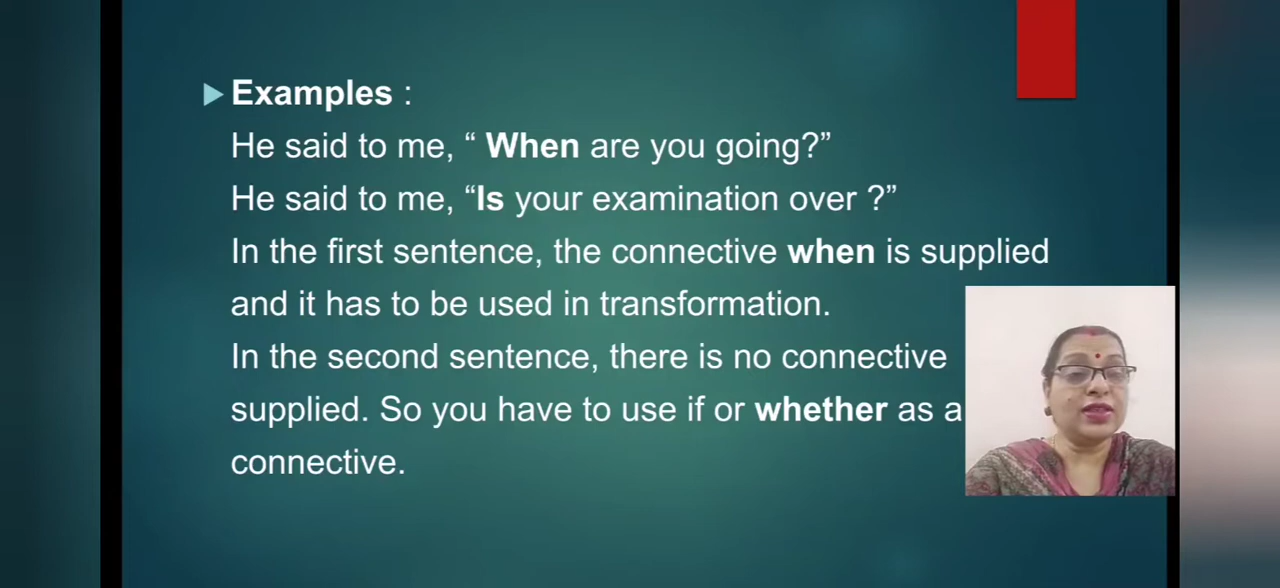 Examples :
He said to me, “ When are you going?”
He said to me, “Is your examination over ?”
In the first sentence, the connective when is supplied
and it has to be used in transformation.
In the second sentence, there is no connective
supplied. So you have to use if or whether as a
connective.